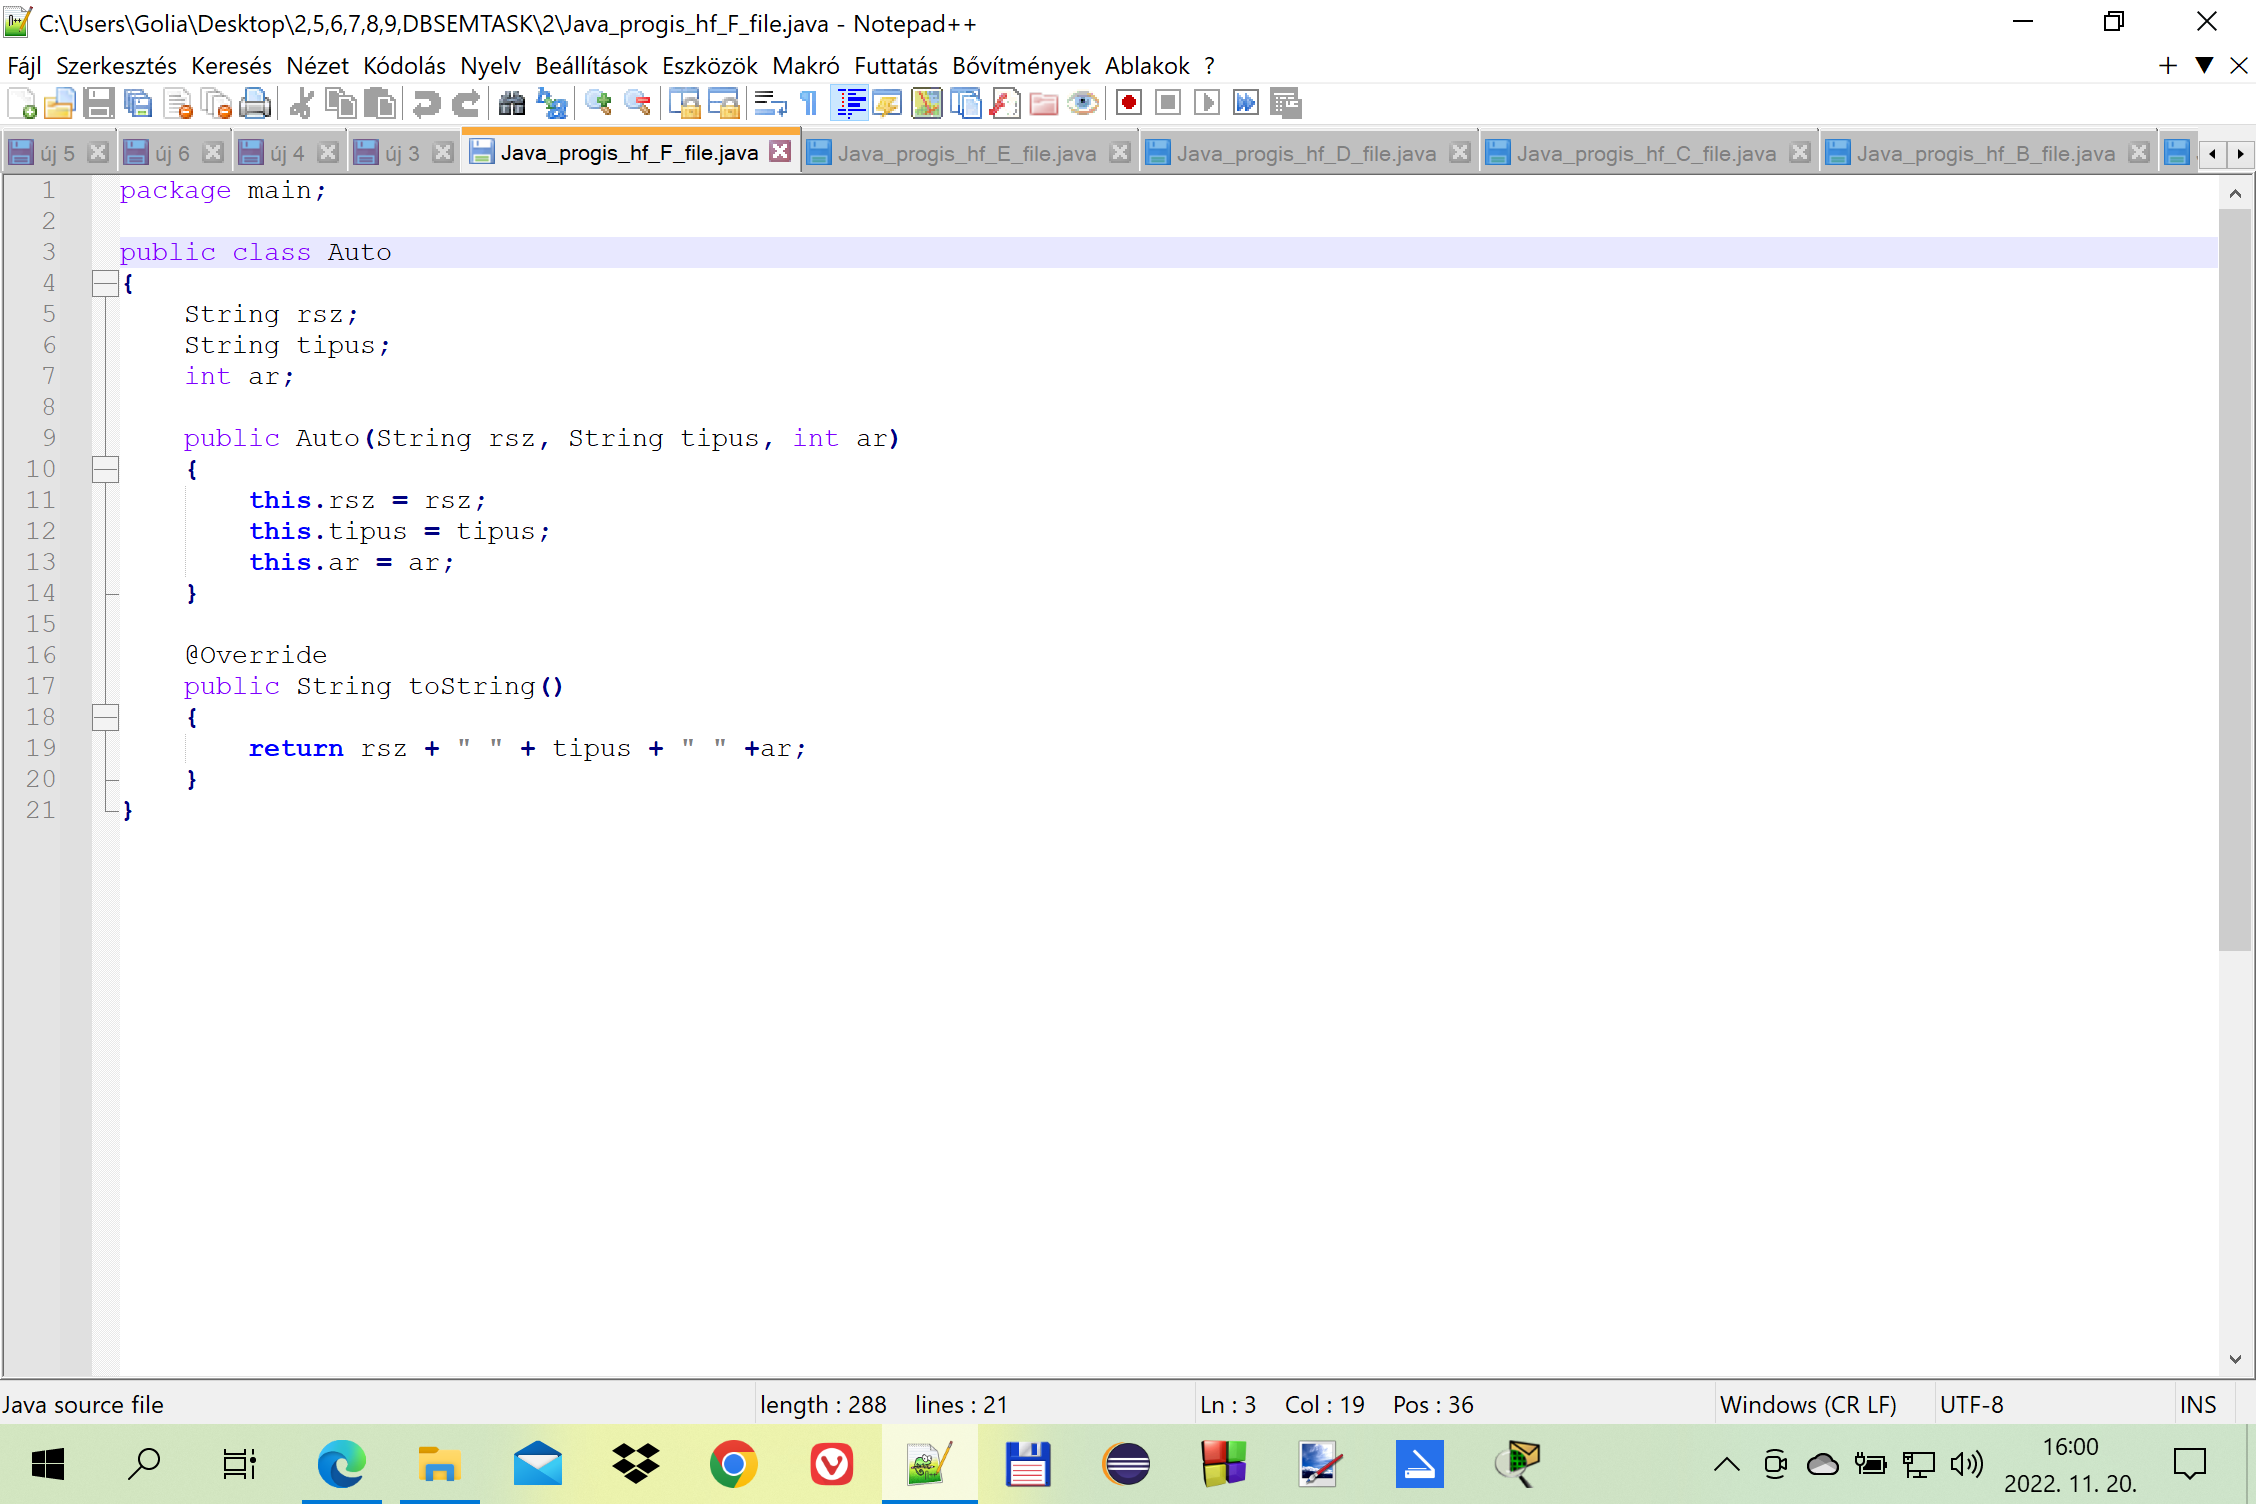 C:\Users\Golia\Desktop\2,5,6,7,8,9,DBSEMTASK\2\Java_progis_hf_F_file.java - Notepad++
Fájl Szerkesztés Keresés Nézet Kódolás Nyelv Beállítások Eszközök Makró Futtatás Bővítmények Ablakok ?
új 5 új 6 új 4 új 3 Java_progis_hf_F_file.java Java_progis_hf_E_file.java Java_progis_hf_D_file.java Java_progis_hf_C_file.java Java_progis_hf_B_file.java
1 package main;
2
3 public class Auto
4 {
5 String rsz;
6 String tipus;
7 int ar;
8
9 public Auto(String rsz, String tipus, int ar)
10 {
11 this.rsz = rsz;
12 this.tipus = tipus;
13 this.ar = ar;
14 }
15
16 @Override
17 public String toString()
18 {
19 return rsz + " " + tipus + " " +ar;
20 }
21 }
Java source file length : 288 lines : 21 Ln : 3 Col : 19 Pos : 36 Windows (CR LF) UTF-8 INS
16:00
2022. 11. 20.